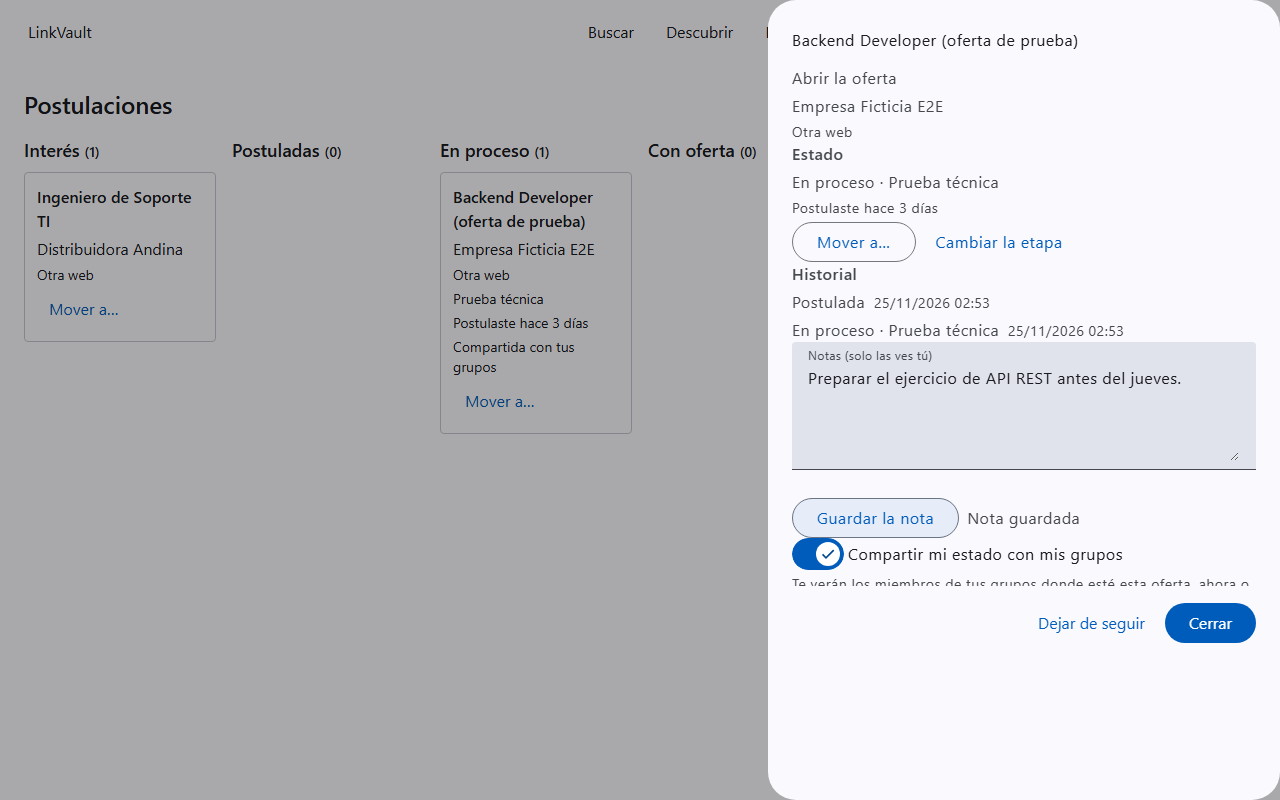 LinkVault
Buscar
Descubrir
Postulaciones
Interés (1)
Ingeniero de Soporte
TI
Distribuidora Andina
Otra web
Mover a...
Postuladas (0)
En proceso (1)
Backend Developer
(oferta de prueba)
Empresa Ficticia E2E
Otra web
Prueba técnica
Postulaste hace 3 días
Compartida con tus
grupos
Mover a...
Con oferta (0)
Backend Developer (oferta de prueba)
Abrir la oferta
Empresa Ficticia E2E
Otra web
Estado
En proceso · Prueba técnica
Postulaste hace 3 días
Mover a... Cambiar la etapa
Historial
Postulada 25/11/2026 02:53
En proceso · Prueba técnica 25/11/2026 02:53
Notas (solo las ves tú)
Preparar el ejercicio de API REST antes del jueves.
Guardar la nota Nota guardada
Compartir mi estado con mis grupos
Te verán los miembros de tus grupos donde esté esta oferta, ahora o
Dejar de seguir Cerrar